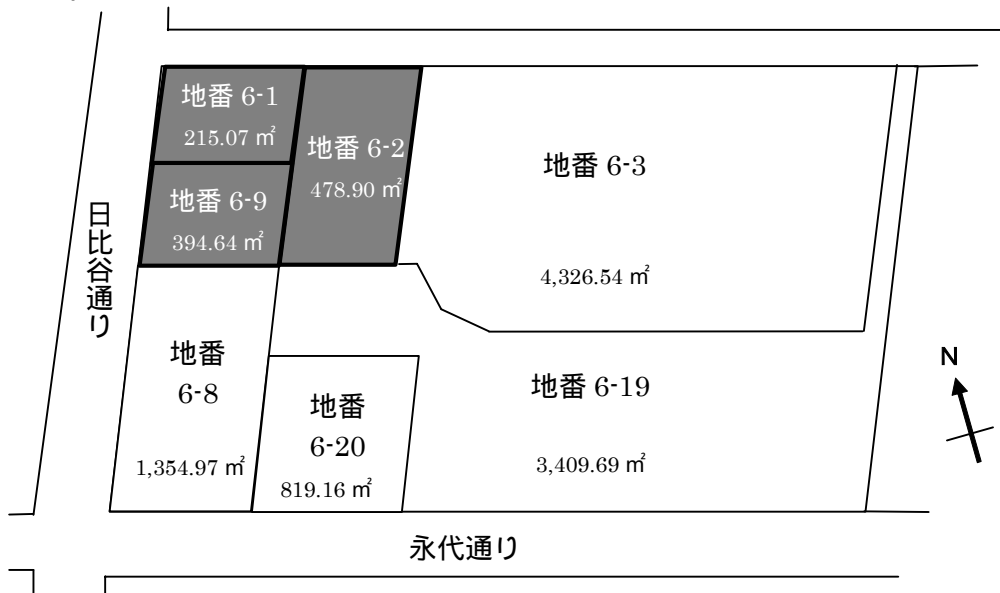 地番 6-1
215.07 ㎡
地番 6-2
478.90 ㎡
地番 6-9
394.64 ㎡
地番 6-3
4,326.54 ㎡
日比谷通り
地番
6-8
1,354.97 ㎡
地番
6-20
819.16 ㎡
地番 6-19
3,409.69 ㎡
N
永代通り